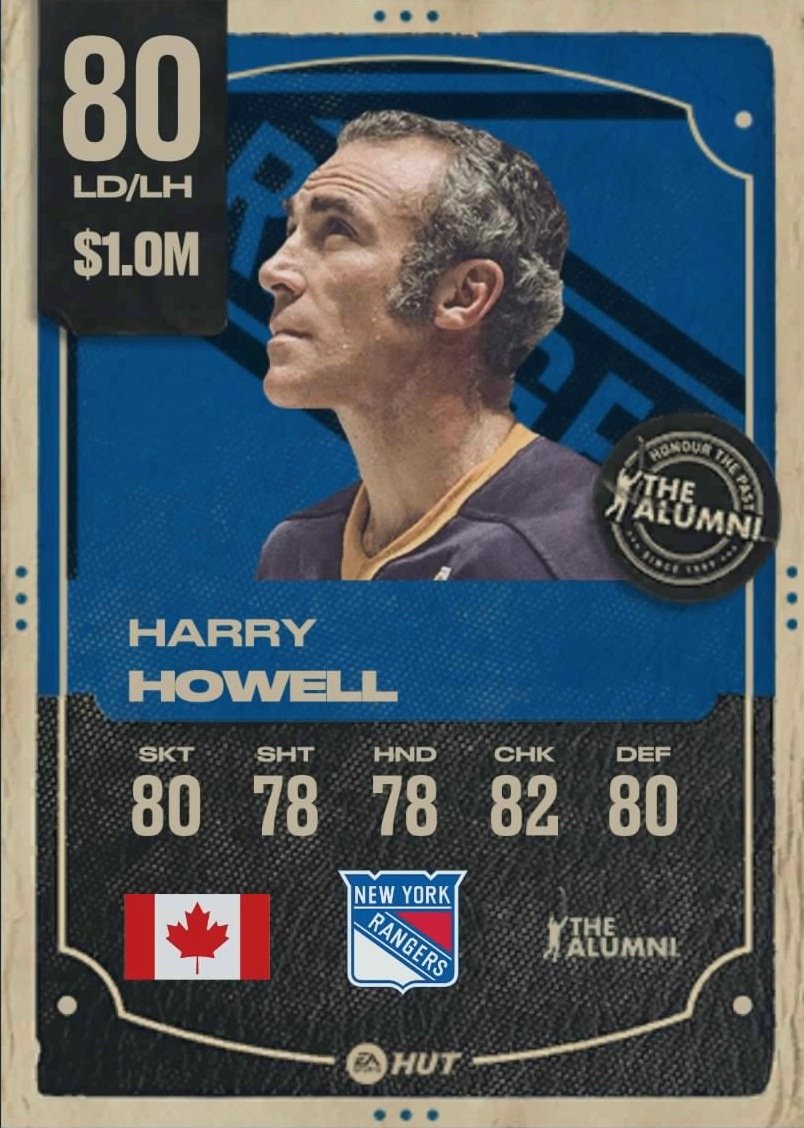 80
LD/LH
$1.0M
HONOUR THE PAST
THE
ALUMNI
HARRY
HOWELL
SKT SHT HND CHK DEF
80 78 78 82 80
NEW YORK
RANGERS
THE
ALUMNI
EA
HUT